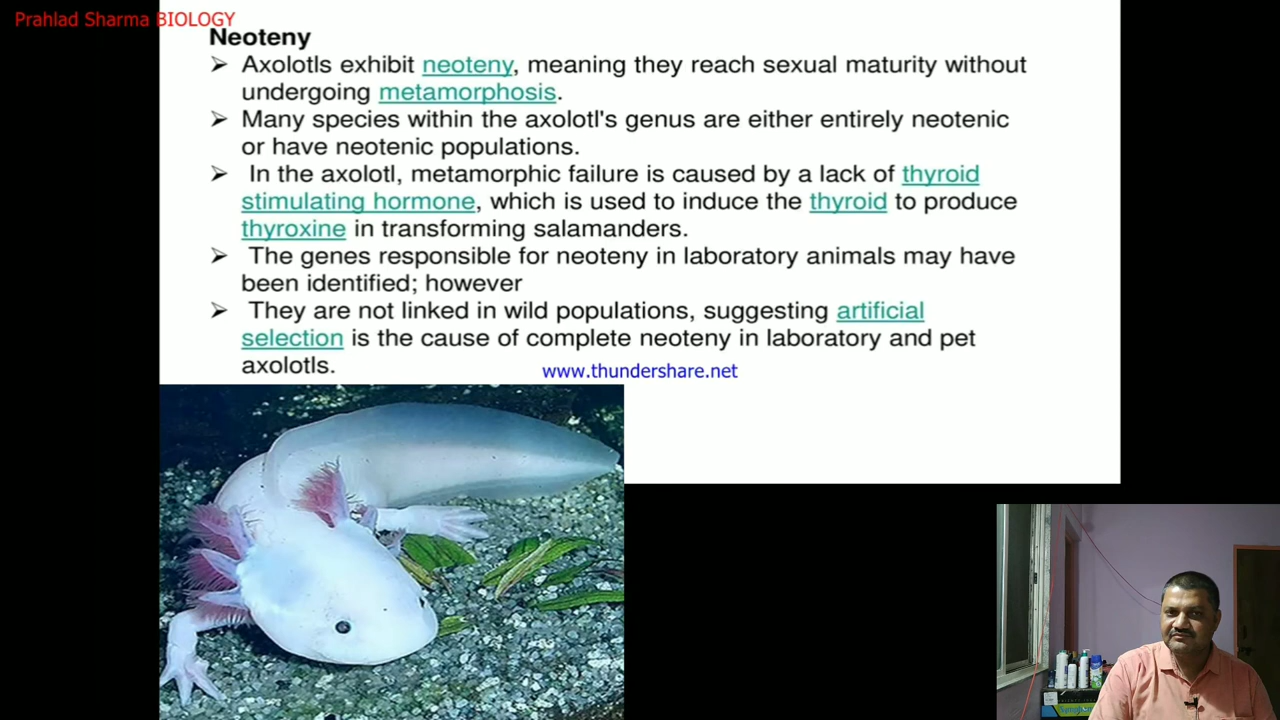 Prahlad Sharma BIOLOGY
Neoteny
➢ Axolotls exhibit neoteny, meaning they reach sexual maturity without
undergoing metamorphosis.
➢ Many species within the axolotl's genus are either entirely neotenic
or have neotenic populations.
➢ In the axolotl, metamorphic failure is caused by a lack of thyroid
stimulating hormone, which is used to induce the thyroid to produce
thyroxine in transforming salamanders.
➢ The genes responsible for neoteny in laboratory animals may have
been identified; however
➢ They are not linked in wild populations, suggesting artificial
selection is the cause of complete neoteny in laboratory and pet
axolotls.
www.thundershare.net